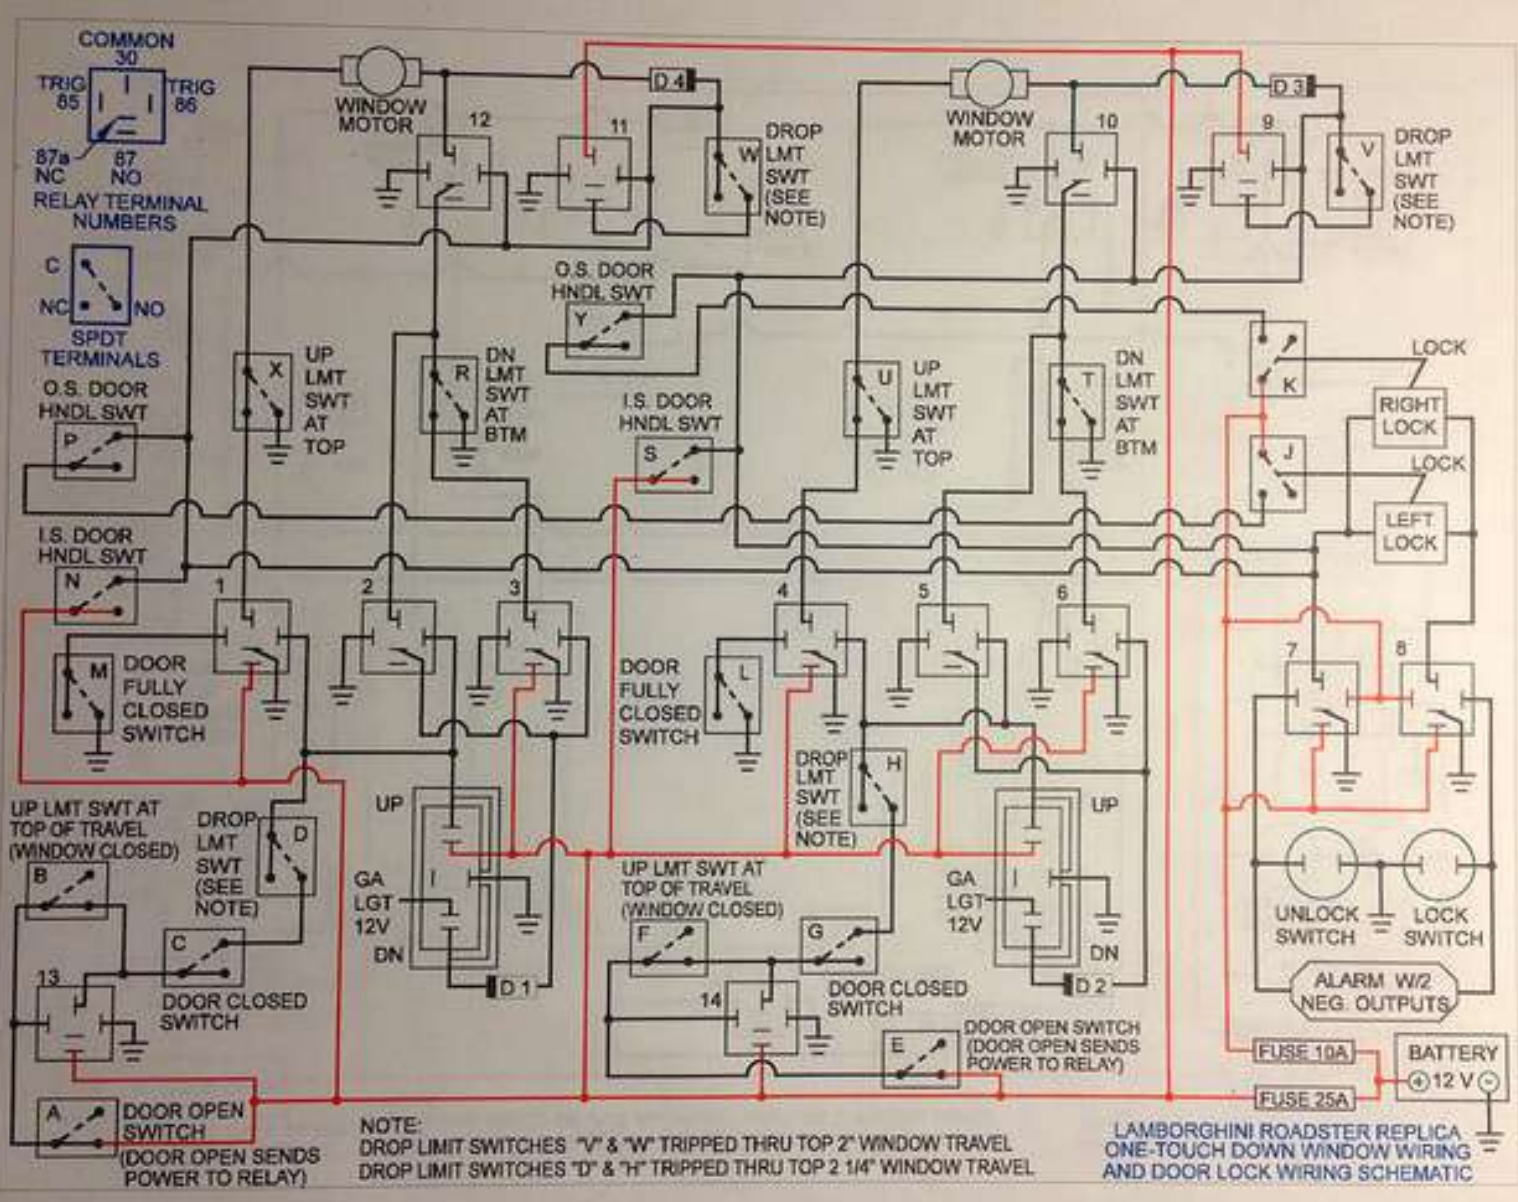 COMMON
30
TRIG
85
TRIG
86
87a
NC
87
NO
RELAY TERMINAL
NUMBERS
C
NC
NO
SPDT
TERMINALS
WINDOW
MOTOR
12
11
D 4
W
DROP
LMT
SWT
(SEE
NOTE)
WINDOW
MOTOR
10
9
D 3
V
DROP
LMT
SWT
(SEE
NOTE)
O.S. DOOR
HNDL SWT
Y
O.S. DOOR
HNDL SWT
P
X
UP
LMT
SWT
AT
TOP
R
DN
LMT
SWT
AT
BTM
I.S. DOOR
HNDL SWT
S
U
UP
LMT
SWT
AT
TOP
T
DN
LMT
SWT
AT
BTM
K
LOCK
RIGHT
LOCK
J
LOCK
LEFT
LOCK
I.S. DOOR
HNDL SWT
N
1
2
3
4
5
6
7
8
M
DOOR
FULLY
CLOSED
SWITCH
DOOR
FULLY
CLOSED
SWITCH
L
UP LMT SWT AT
TOP OF TRAVEL
(WINDOW CLOSED)
B
DROP
LMT
SWT
(SEE
NOTE)
D
UP
GA
LGT
12V
DN
D 1
DROP
LMT
SWT
(SEE
NOTE)
H
UP LMT SWT AT
TOP OF TRAVEL
(WINDOW CLOSED)
F
G
UP
GA
LGT
12V
DN
D 2
UNLOCK
SWITCH
LOCK
SWITCH
ALARM W/2
NEG. OUTPUTS
C
DOOR CLOSED
SWITCH
13
14
DOOR CLOSED
SWITCH
E
DOOR OPEN SWITCH
(DOOR OPEN SENDS
POWER TO RELAY)
FUSE 10A
FUSE 25A
BATTERY
+ 12 V -
A
DOOR OPEN
SWITCH
(DOOR OPEN SENDS
POWER TO RELAY)
NOTE:
DROP LIMIT SWITCHES "V" & "W" TRIPPED THRU TOP 2" WINDOW TRAVEL
DROP LIMIT SWITCHES "D" & "H" TRIPPED THRU TOP 2 1/4" WINDOW TRAVEL
LAMBORGHINI ROADSTER REPLICA
ONE-TOUCH DOWN WINDOW WIRING
AND DOOR LOCK WIRING SCHEMATIC